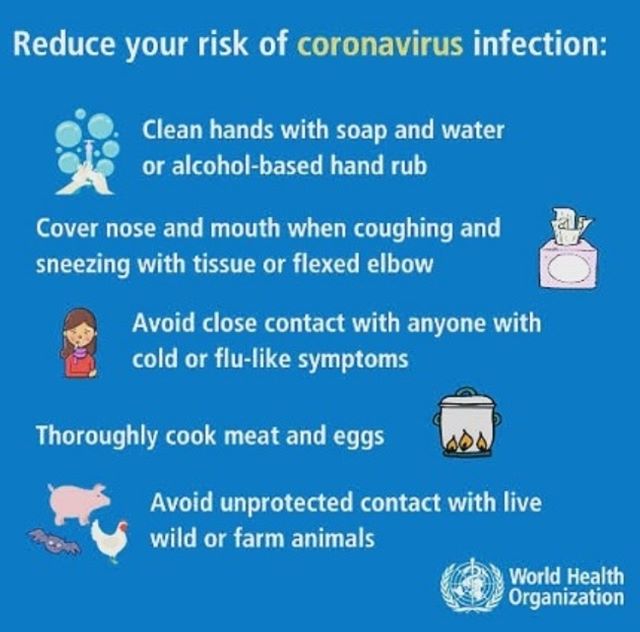 Reduce your risk of coronavirus infection:
Clean hands with soap and water
or alcohol-based hand rub
Cover nose and mouth when coughing and
sneezing with tissue or flexed elbow
Avoid close contact with anyone with
cold or flu-like symptoms
Thoroughly cook meat and eggs
Avoid unprotected contact with live
wild or farm animals
World Health
Organization